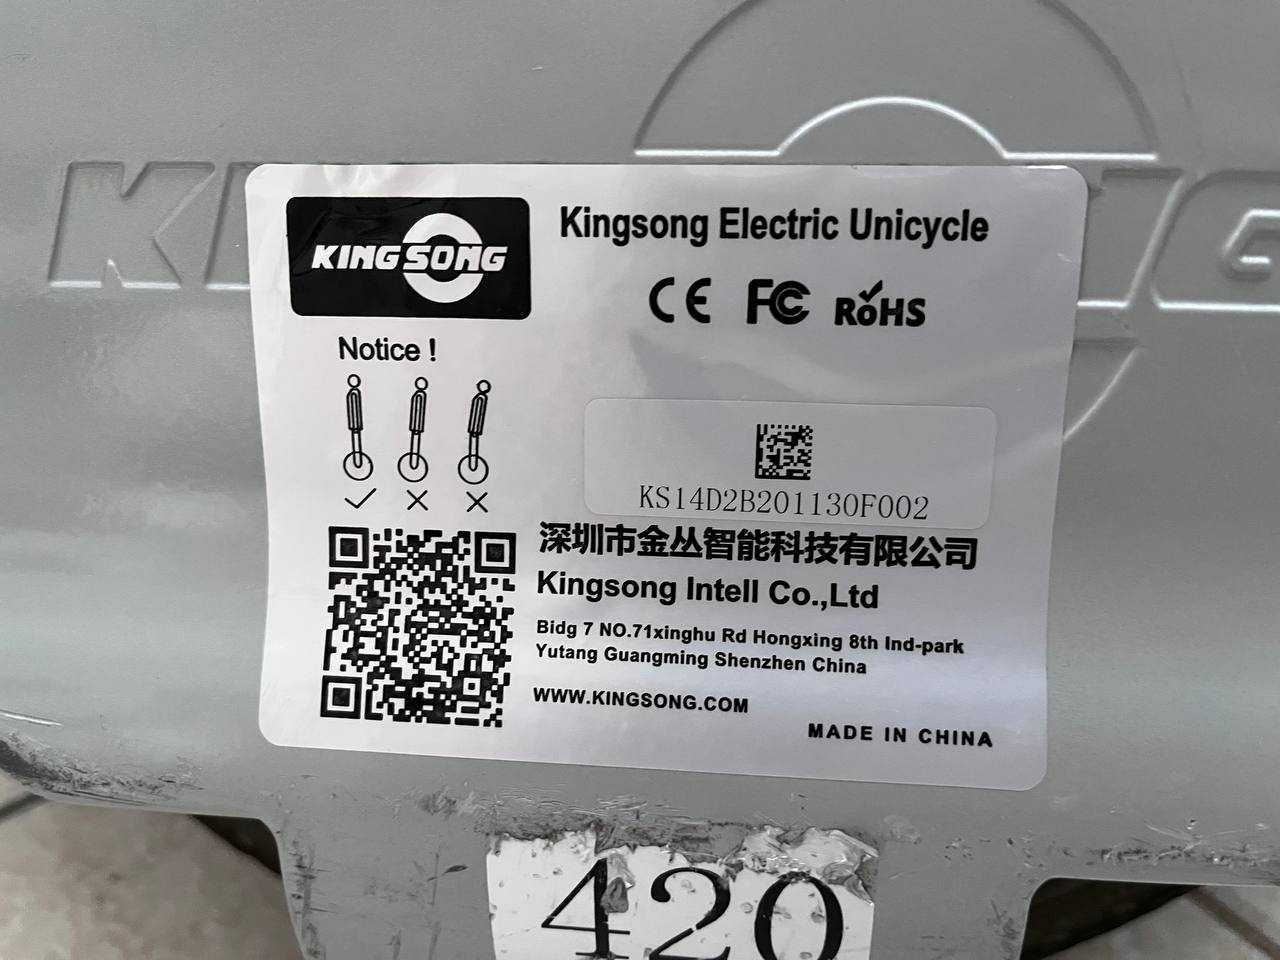 KINGSONG
KINGSONG
Kingsong Electric Unicycle
CE FC RoHS
Notice !
KS14D2B201130F002
深圳市金丛智能科技有限公司
Kingsong Intell Co.,Ltd
Bidg 7 NO.71xinghu Rd Hongxing 8th Ind-park
Yutang Guangming Shenzhen China
WWW.KINGSONG.COM
MADE IN CHINA
420